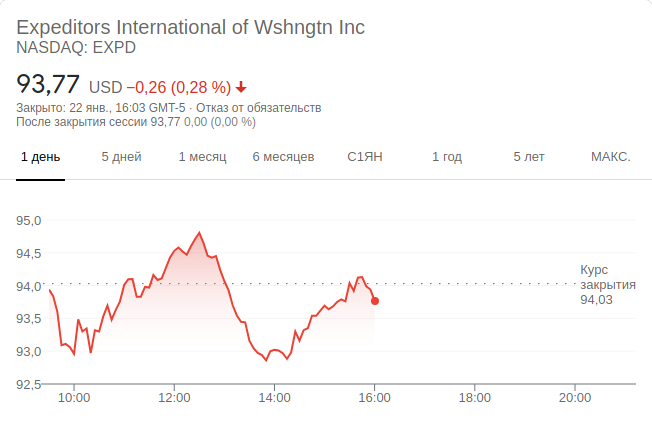 Expeditors International of Wshngtn Inc
NASDAQ: EXPD
93,77 USD −0,26 (0,28 %)
Закрыто: 22 янв., 16:03 GMT-5 · Отказ от обязательств
После закрытия сессии 93,77 0,00 (0,00 %)
1 день 5 дней 1 месяц 6 месяцев С1ЯН 1 год 5 лет МАКС.
95,0
94,5
94,0
93,5
93,0
92,5
Курс
закрытия
94,03
10:00 12:00 14:00 16:00 18:00 20:00